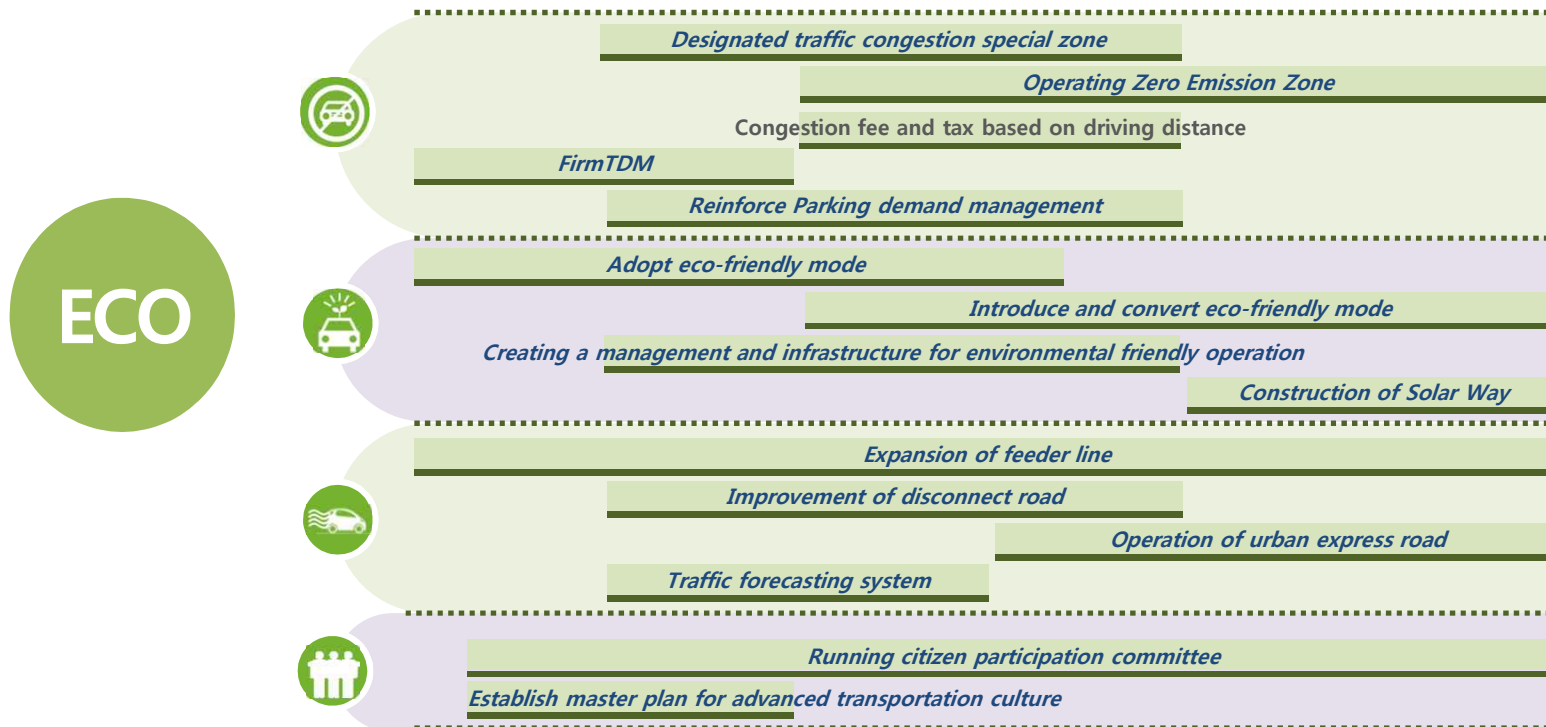 ECO
Designated traffic congestion special zone
Operating Zero Emission Zone
Congestion fee and tax based on driving distance
FirmTDM
Reinforce Parking demand management
Adopt eco-friendly mode
Introduce and convert eco-friendly mode
Creating a management and infrastructure for environmental friendly operation
Construction of Solar Way
Expansion of feeder line
Improvement of disconnect road
Operation of urban express road
Traffic forecasting system
Running citizen participation committee
Establish master plan for advanced transportation culture